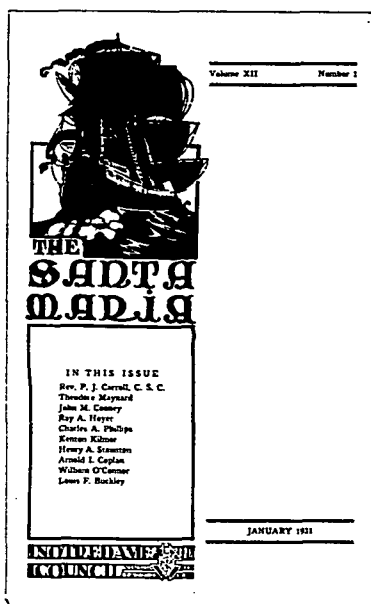 Volume XII Number 1
THE
SANTA
MARIA
IN THIS ISSUE
Rev. P. J. Carroll, C. S. C.
Theodore Maynard
John M. Cooney
Ray A. Hoyer
Charles A. Phillips
Kenton Kilmer
Henry A. Staunton
Arnold I. Caplan
William O'Connor
Louis F. Buckley
JANUARY 1931
NOTRE DAME
COUNCIL